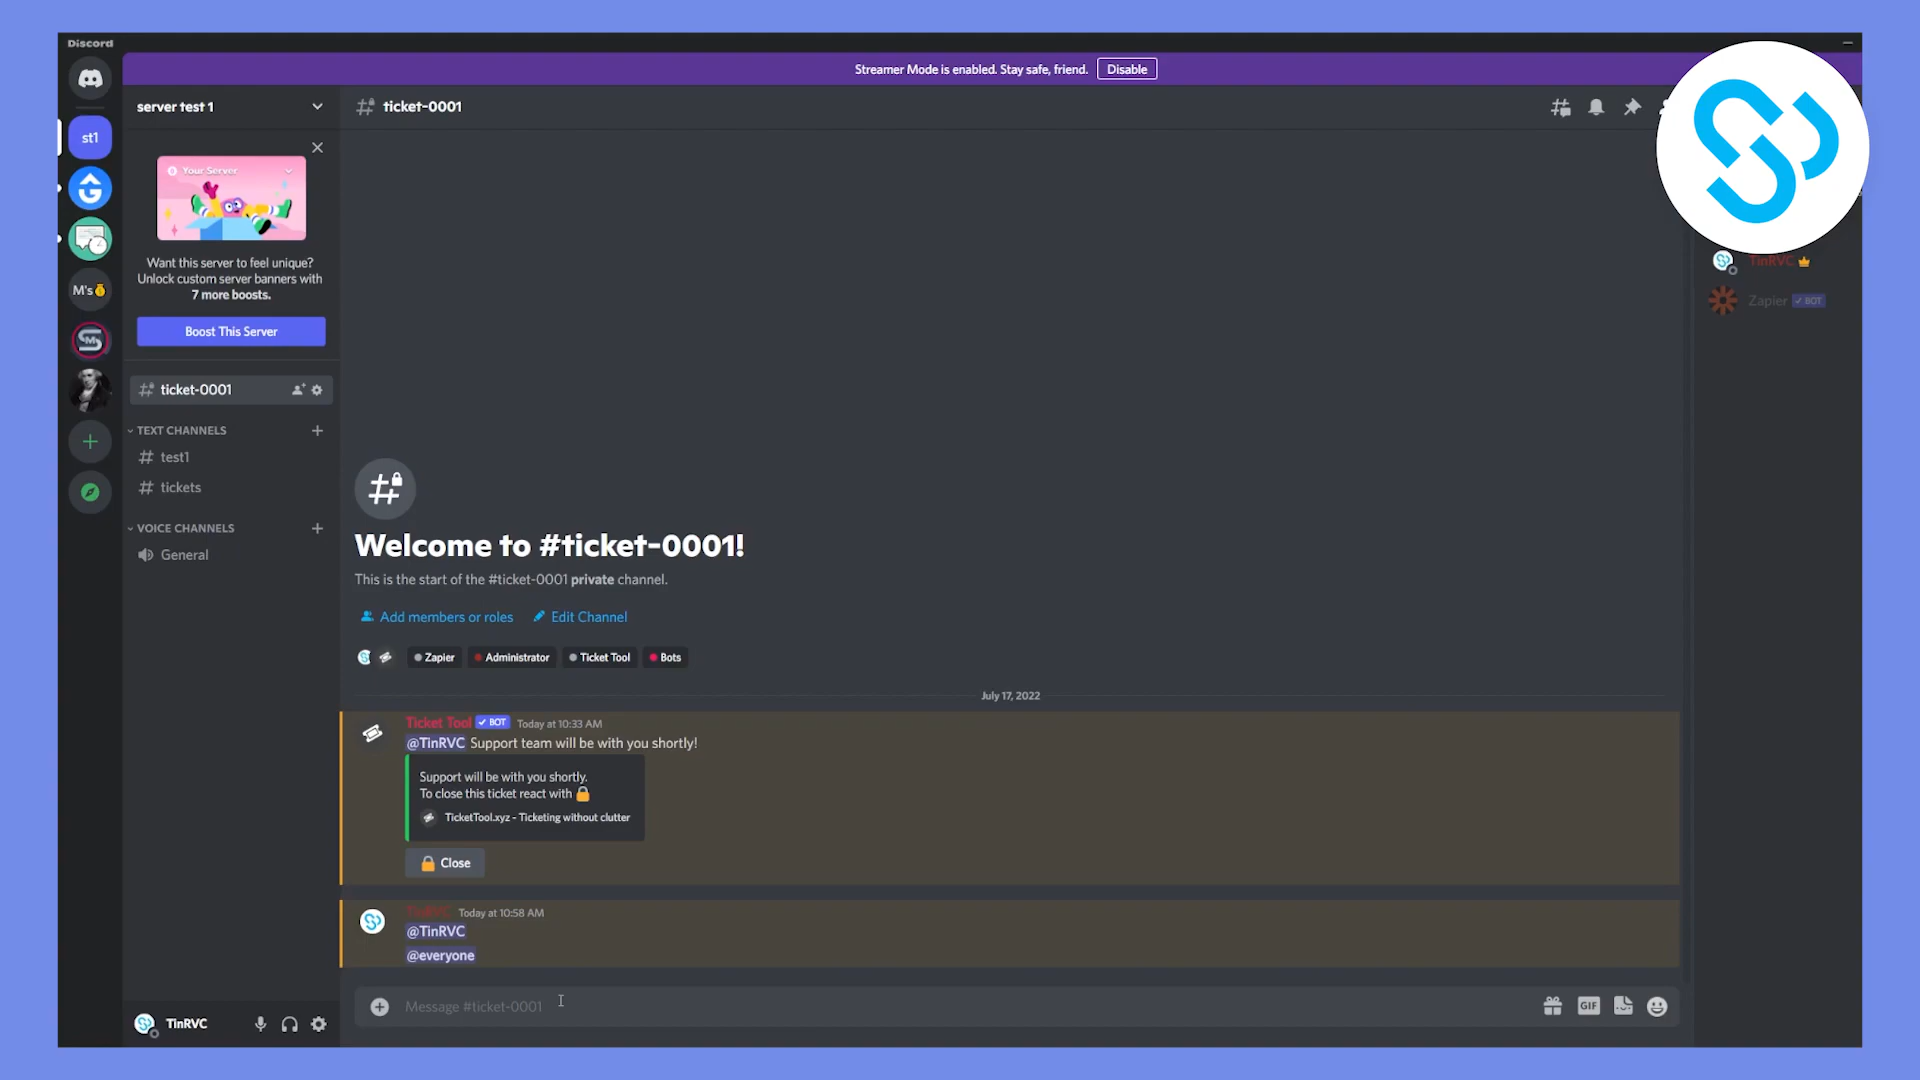 Discord
Streamer Mode is enabled. Stay safe, friend. Disable
server test 1
ticket-0001
st1
Your Server
Want this server to feel unique?
Unlock custom server banners with
7 more boosts.
Boost This Server
M's
ticket-0001
TEXT CHANNELS
test1
tickets
VOICE CHANNELS
General
TinRVC
Welcome to #ticket-0001!
This is the start of the #ticket-0001 private channel.
Add members or roles Edit Channel
Zapier Administrator Ticket Tool Bots
July 17, 2022
Ticket Tool BOT Today at 10:33 AM
@TinRVC Support team will be with you shortly!
Support will be with you shortly.
To close this ticket react with
TicketTool.xyz - Ticketing without clutter
Close
TinRVC Today at 10:58 AM
@TinRVC
@everyone
Message #ticket-0001
GIF
TinRVC
Zapier BOT